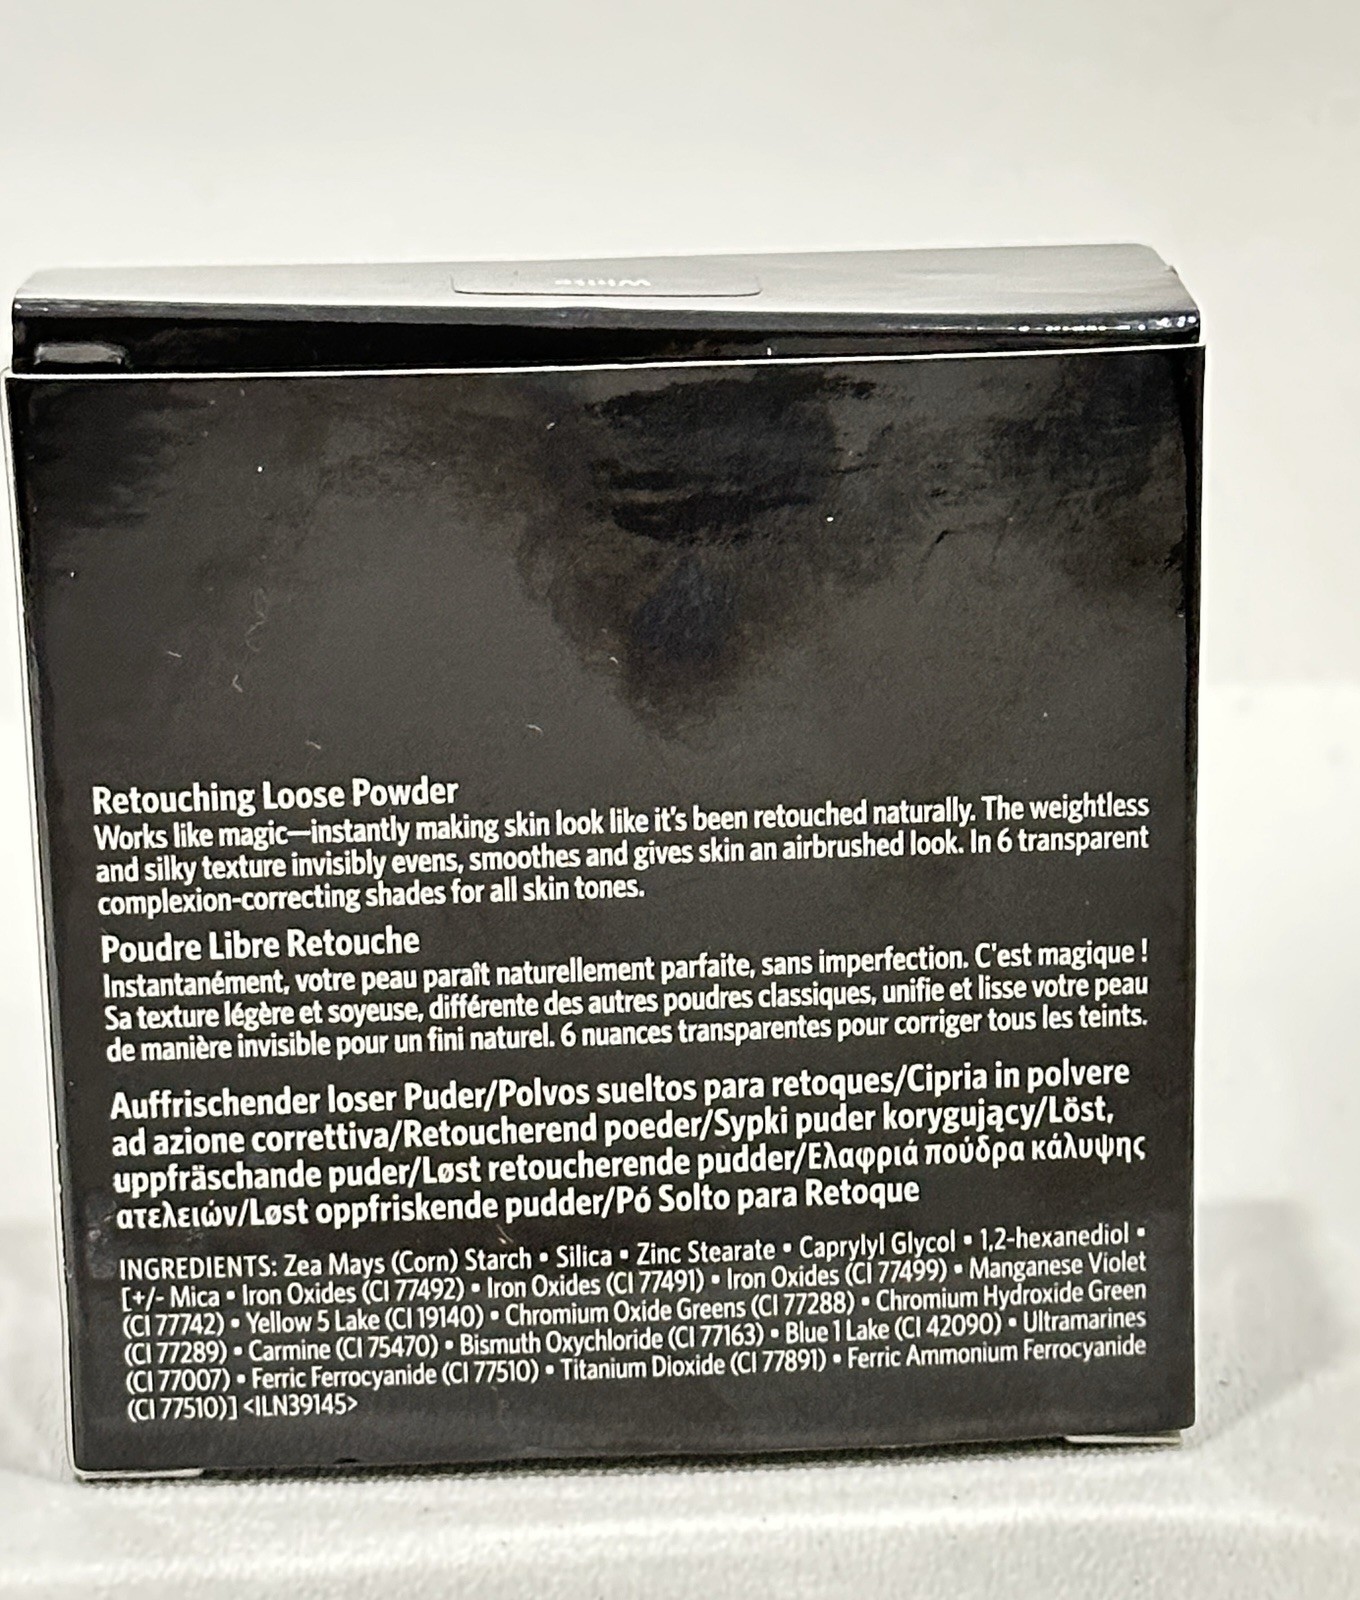 White
Retouching Loose Powder
Works like magic—instantly making skin look like it's been retouched naturally. The weightless
and silky texture invisibly evens, smoothes and gives skin an airbrushed look. In 6 transparent
complexion-correcting shades for all skin tones.
Poudre Libre Retouche
Instantanément, votre peau paraît naturellement parfaite, sans imperfection. C'est magique !
Sa texture légère et soyeuse, différente des autres poudres classiques, unifie et lisse votre peau
de manière invisible pour un fini naturel. 6 nuances transparentes pour corriger tous les teints.
Auffrischender loser Puder/Polvos sueltos para retoques/Cipria in polvere
ad azione correttiva/Retoucherend poeder/Sypki puder korygujący/Löst,
uppfräschande puder/Løst retoucherende pudder/Ελαφριά πούδρα κάλυψης
ατελειών/Løst oppfriskende pudder/Pó Solto para Retoque
INGREDIENTS: Zea Mays (Corn) Starch • Silica • Zinc Stearate • Caprylyl Glycol • 1,2-hexanediol •
[+/- Mica • Iron Oxides (CI 77492) • Iron Oxides (CI 77491) • Iron Oxides (CI 77499) • Manganese Violet
(CI 77742) • Yellow 5 Lake (CI 19140) • Chromium Oxide Greens (CI 77288) • Chromium Hydroxide Green
(CI 77289) • Carmine (CI 75470) • Bismuth Oxychloride (CI 77163) • Blue 1 Lake (CI 42090) • Ultramarines
(CI 77007) • Ferric Ferrocyanide (CI 77510) • Titanium Dioxide (CI 77891) • Ferric Ammonium Ferrocyanide
(CI 77510)] <ILN39145>